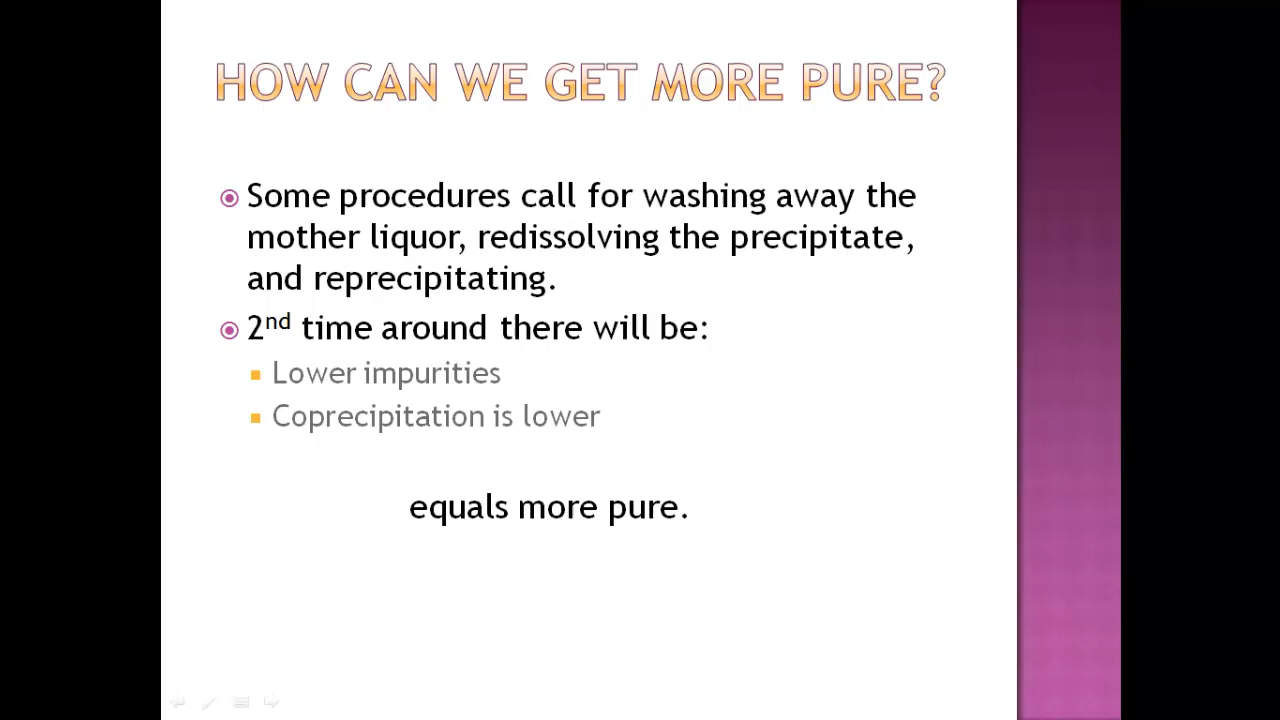 HOW CAN WE GET MORE PURE?
Some procedures call for washing away the
mother liquor, redissolving the precipitate,
and reprecipitating.
2nd time around there will be:
Lower impurities
Coprecipitation is lower
equals more pure.